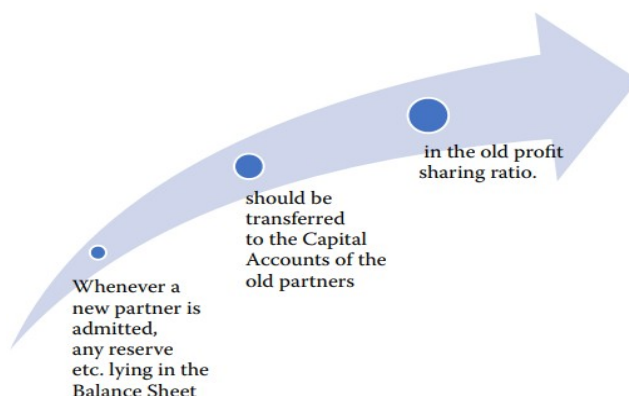 Whenever a
new partner is
admitted,
any reserve
etc. lying in the
Balance Sheet
should be
transferred
to the Capital
Accounts of the
old partners
in the old profit
sharing ratio.